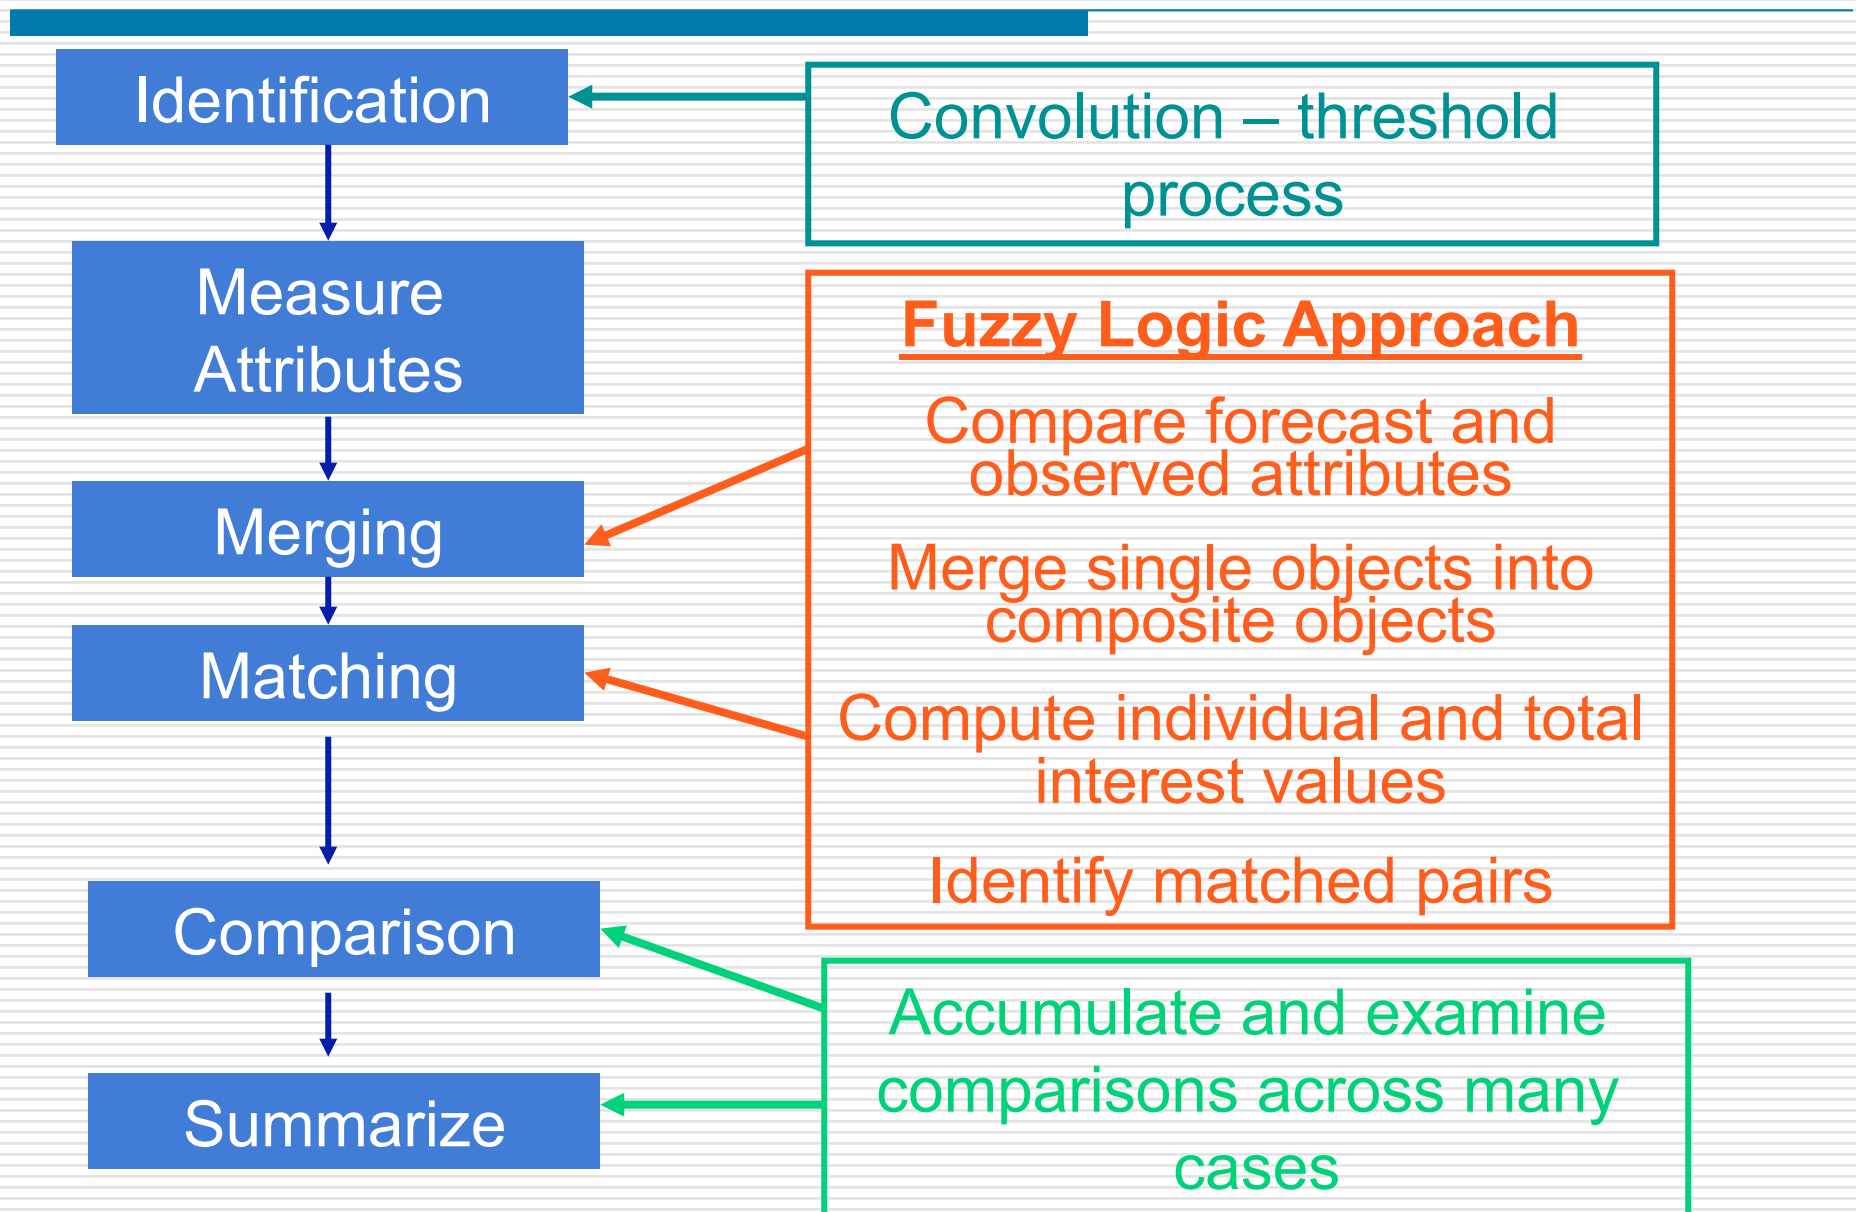 Identification
Measure
Attributes
Merging
Matching
Comparison
Summarize
Convolution – threshold
process
Fuzzy Logic Approach
Compare forecast and
observed attributes
Merge single objects into
composite objects
Compute individual and total
interest values
Identify matched pairs
Accumulate and examine
comparisons across many
cases